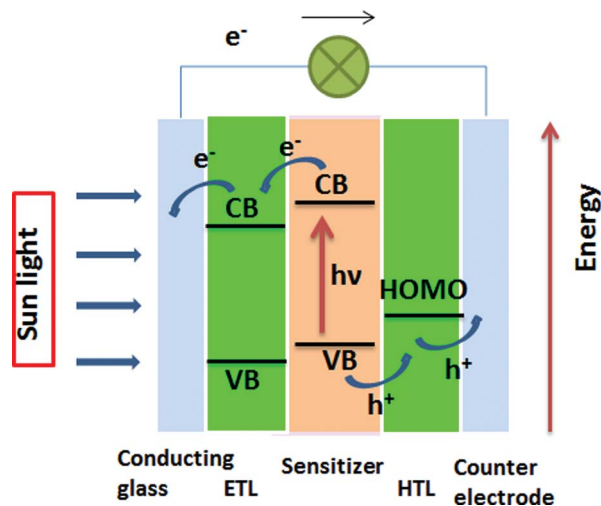 e⁻
e⁻
e⁻
CB
CB
Sun light
hν
HOMO
Energy
VB
VB
h⁺
h⁺
Conducting glass
ETL
Sensitizer
HTL
Counter electrode